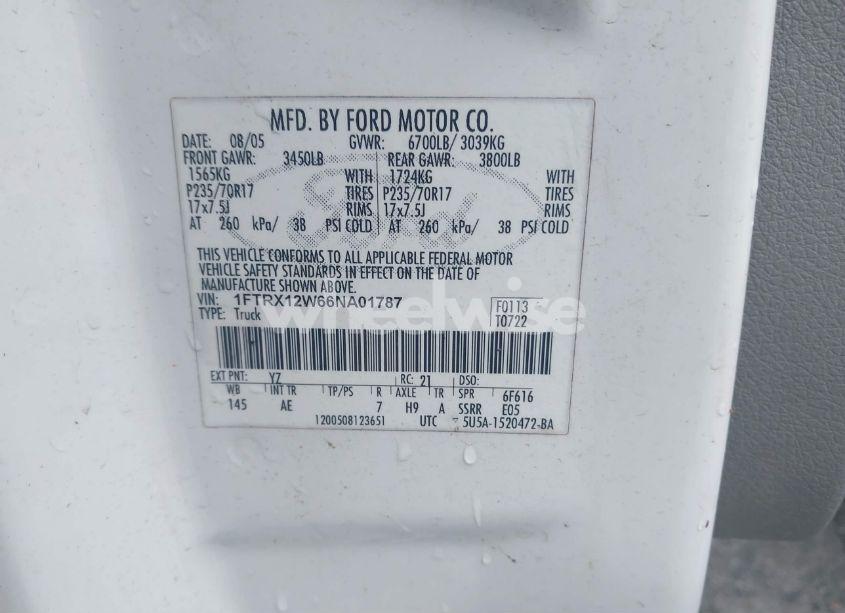 MFD. BY FORD MOTOR CO.
DATE: 08/05 GVWR: 6700LB/ 3039KG
FRONT GAWR: 3450LB REAR GAWR: 3800LB
1565KG WITH 1724KG WITH
P235/70R17 TIRES P235/70R17 TIRES
17x7.5J RIMS 17x7.5J RIMS
AT 260 kPa/ 38 PSI COLD AT 260 kPa/ 38 PSI COLD
Ford
THIS VEHICLE CONFORMS TO ALL APPLICABLE FEDERAL MOTOR
VEHICLE SAFETY STANDARDS IN EFFECT ON THE DATE OF
MANUFACTURE SHOWN ABOVE.
VIN: 1FTRX12W66NA01787 F0113
TYPE: Truck T0722
wheelwise
EXT PNT: YZ RC: 21 DSO:
WB INT TR TP/PS R AXLE TR SPR 6F616
145 AE 7 H9 A SSRR E05
1200508123651 UTC 5U5A-1520472-BA